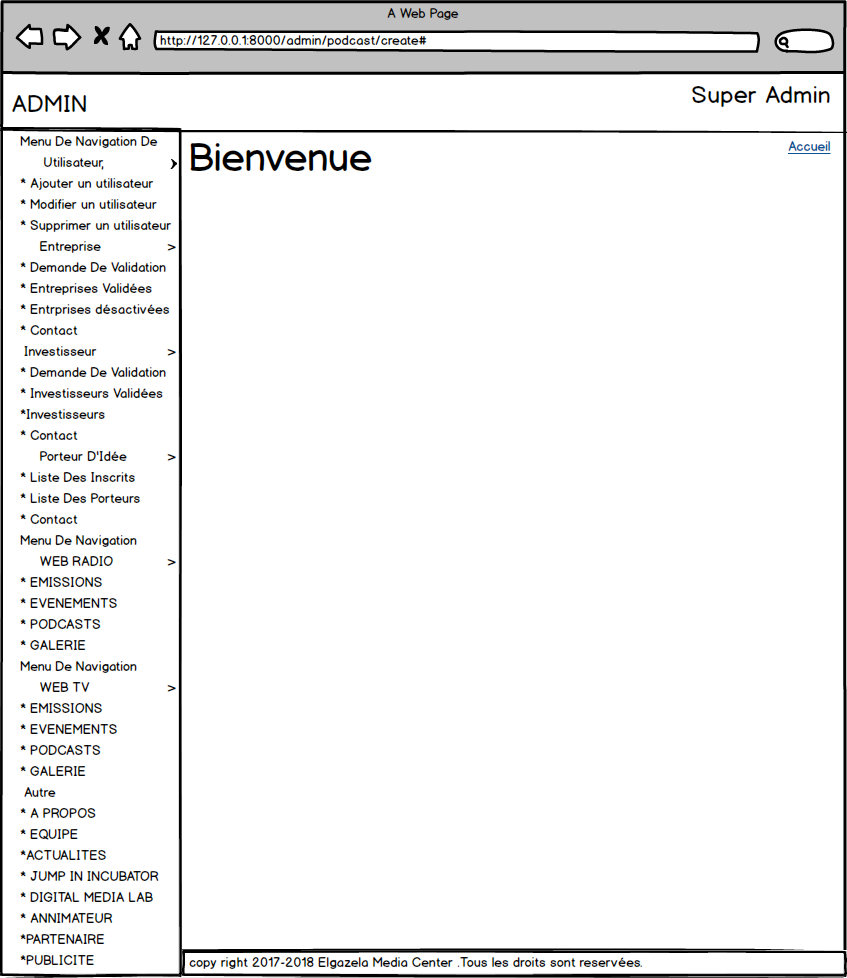 A Web Page
http://127.0.0.1:8000/admin/podcast/create#
ADMIN
Super Admin
Menu De Navigation De
Utilisateur, >
* Ajouter un utilisateur
* Modifier un utilisateur
* Supprimer un utilisateur
Entreprise >
* Demande De Validation
* Entreprises Validées
* Entrprises désactivées
* Contact
Investisseur >
* Demande De Validation
* Investisseurs Validées
*Investisseurs
* Contact
Porteur D'Idée >
* Liste Des Inscrits
* Liste Des Porteurs
* Contact
Menu De Navigation
WEB RADIO >
* EMISSIONS
* EVENEMENTS
* PODCASTS
* GALERIE
Menu De Navigation
WEB TV >
* EMISSIONS
* EVENEMENTS
* PODCASTS
* GALERIE
Autre
* A PROPOS
* EQUIPE
*ACTUALITES
* JUMP IN INCUBATOR
* DIGITAL MEDIA LAB
* ANNIMATEUR
*PARTENAIRE
*PUBLICITE
Bienvenue
Accueil
copy right 2017-2018 Elgazela Media Center .Tous les droits sont reservées.